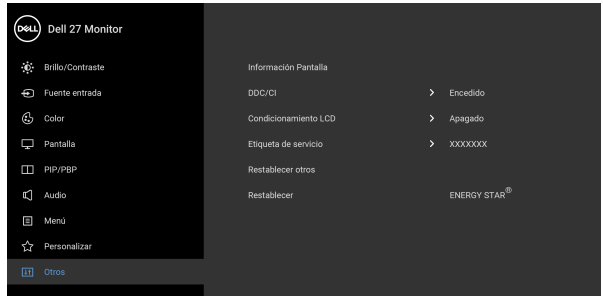 DELL Dell 27 Monitor
Brillo/Contraste
Fuente entrada
Color
Pantalla
PIP/PBP
Audio
Menú
Personalizar
Otros
Información Pantalla
DDC/CI > Encedido
Condicionamiento LCD > Apagado
Etiqueta de servicio > XXXXXXX
Restablecer otros
Restablecer ENERGY STAR®